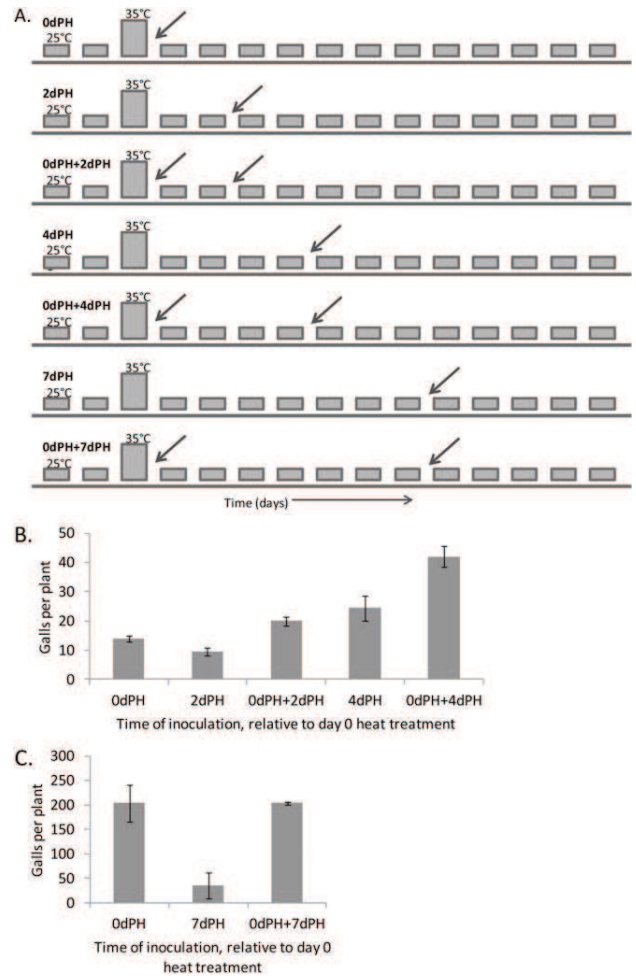 A.
0dPH
35°C
25°C
2dPH
35°C
25°C
0dPH+2dPH
35°C
25°C
4dPH
35°C
25°C
0dPH+4dPH
35°C
25°C
7dPH
35°C
25°C
0dPH+7dPH
35°C
25°C
Time (days)
B.
Galls per plant
50
40
30
20
10
0
0dPH 2dPH 0dPH+2dPH 4dPH 0dPH+4dPH
Time of inoculation, relative to day 0 heat treatment
C.
Galls per plant
300
250
200
150
100
50
0
0dPH 7dPH 0dPH+7dPH
Time of inoculation, relative to day 0
heat treatment